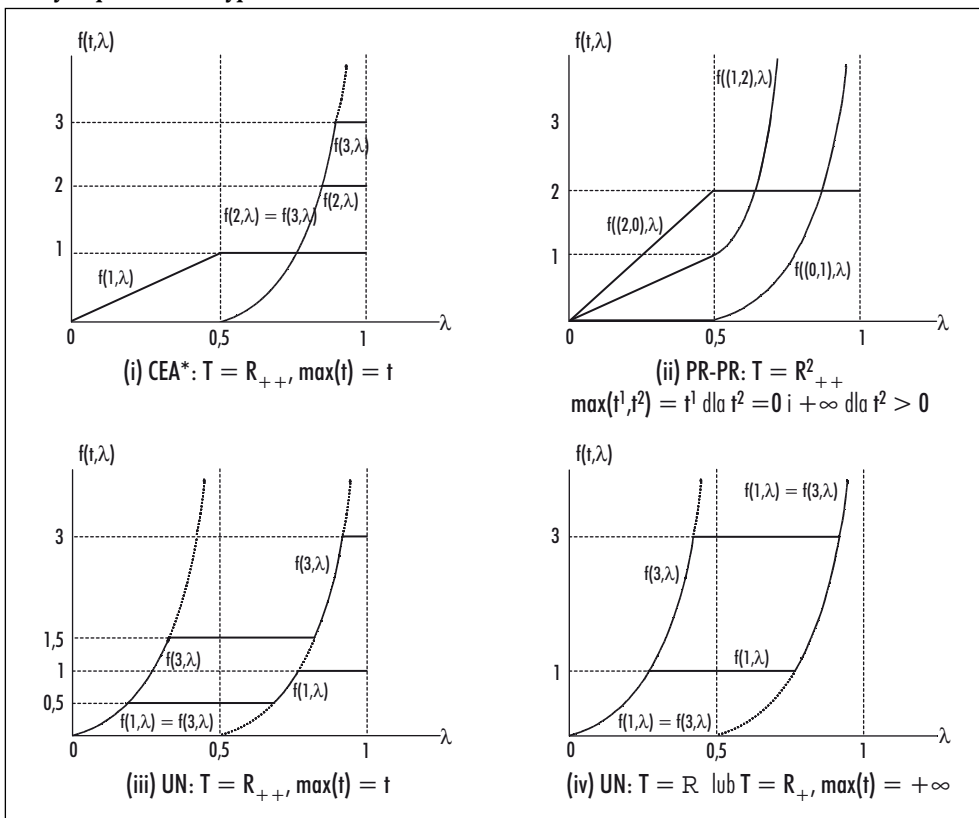 f(t,λ)
3
2
1
0
0,5
1
λ
f(1,λ)
f(2,λ) = f(3,λ)
f(2,λ)
f(3,λ)
(i) CEA*: T = R₊₊, max(t) = t
f(t,λ)
3
2
1
0
0,5
1
λ
f((1,2),λ)
f((2,0),λ)
f((0,1),λ)
(ii) PR-PR: T = R²₊₊
max(t¹,t²) = t¹ dla t² =0 i +∞ dla t² > 0
f(t,λ)
3
1,5
1
0,5
0
0,5
1
λ
f(3,λ)
f(3,λ)
f(1,λ)
f(1,λ) = f(3,λ)
(iii) UN: T = R₊₊, max(t) = t
f(t,λ)
3
1
0
0,5
1
λ
f(1,λ) = f(3,λ)
f(3,λ)
f(1,λ)
f(1,λ) = f(3,λ)
(iv) UN: T = R lub T = R₊, max(t) = +∞